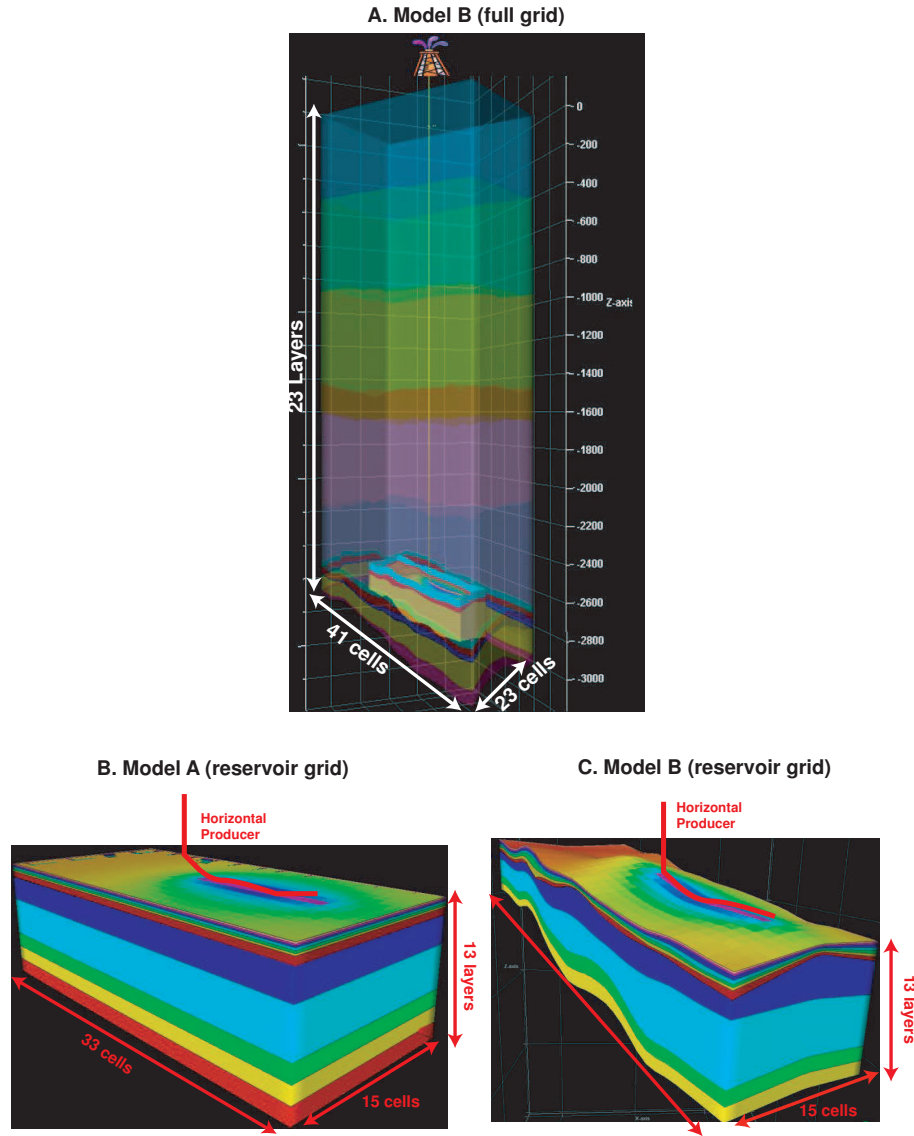 A. Model B (full grid)
0
-200
-400
-600
-800
-1000 Z-axis
-1200
-1400
-1600
-1800
-2000
-2200
-2400
-2600
-2800
-3000
23 Layers
41 cells
23 cells
B. Model A (reservoir grid)
Horizontal
Producer
13 layers
33 cells
15 cells
C. Model B (reservoir grid)
Horizontal
Producer
Z-axis
13 layers
15 cells